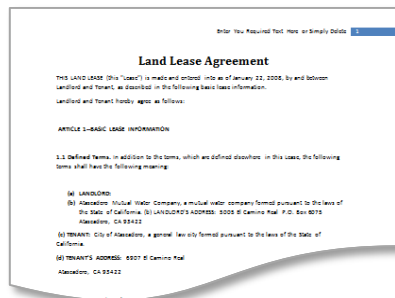 Enter You Required Text Here or Simply Delete 1
Land Lease Agreement
THIS LAND LEASE (this "Lease") is made and entered into as of January 22, 2008, by and between
Landlord and Tenant, as described in the following basic lease information.
Landlord and Tenant hereby agree as follows:
ARTICLE 1—BASIC LEASE INFORMATION
1.1 Defined Terms. In addition to the terms, which are defined elsewhere in this Lease, the following
terms shall have the following meaning:
(a) LANDLORD:
(b) Atascadero Mutual Water Company, a mutual water company formed pursuant to the laws of
the State of California. (b) LANDLORD'S ADDRESS: 5005 El Camino Real P.O. Box 6075
Atascadero, CA 93422
(c) TENANT: City of Atascadero, a general law city formed pursuant to the laws of the State of
California.
(d) TENANT'S ADDRESS: 6907 El Camino Real
Atascadero, CA 93422